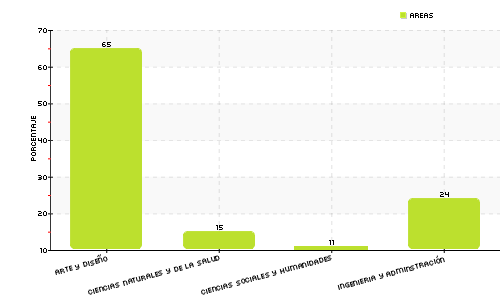 AREAS
70
60
50
40
30
20
10
PORCENTAJE
65
15
11
24
ARTE y DISEÑO
CIENCIAS NATURALES y DE LA SALUD
CIENCIAS SOCIALES y HUMANIDADES
INGENIERIA y ADMINSTRACIÓN